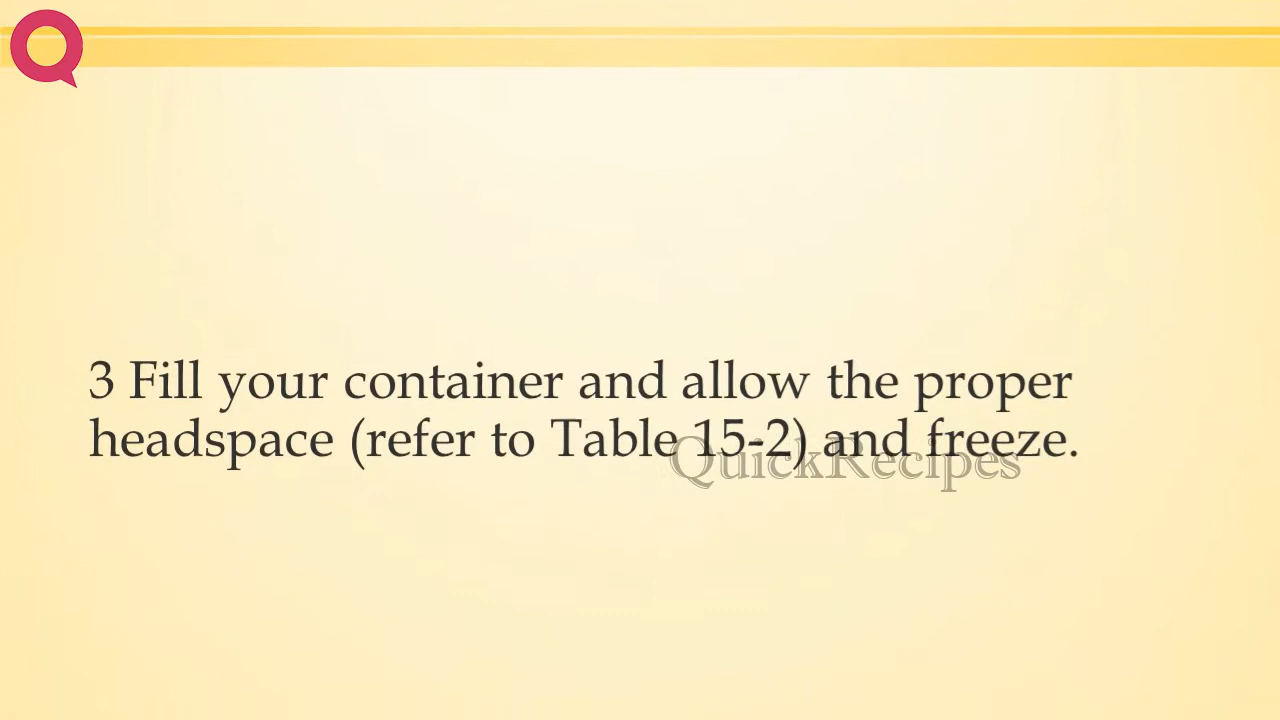 3 Fill your container and allow the proper
headspace (refer to Table 15-2) and freeze.
QuickRecipes